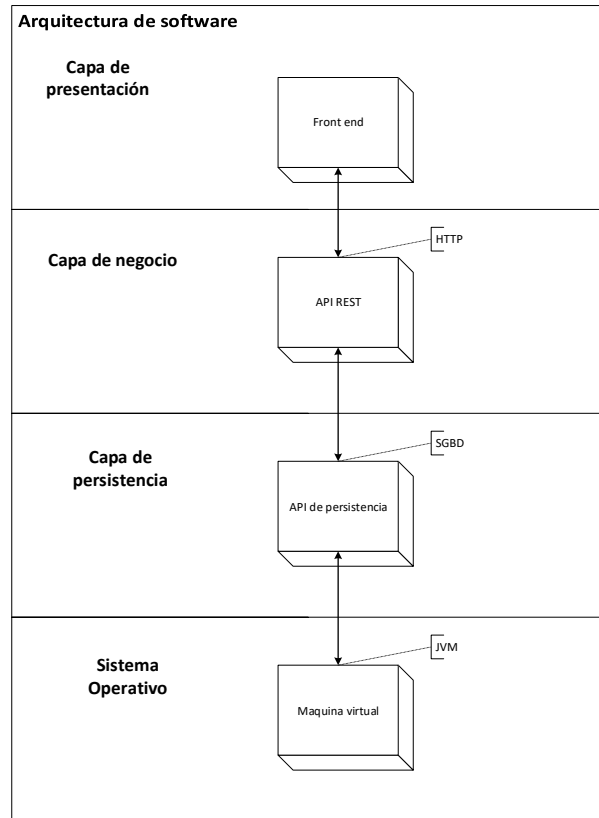 Arquitectura de software
Capa de
presentación
Front end
HTTP
Capa de negocio
API REST
SGBD
Capa de
persistencia
API de persistencia
JVM
Sistema
Operativo
Maquina virtual